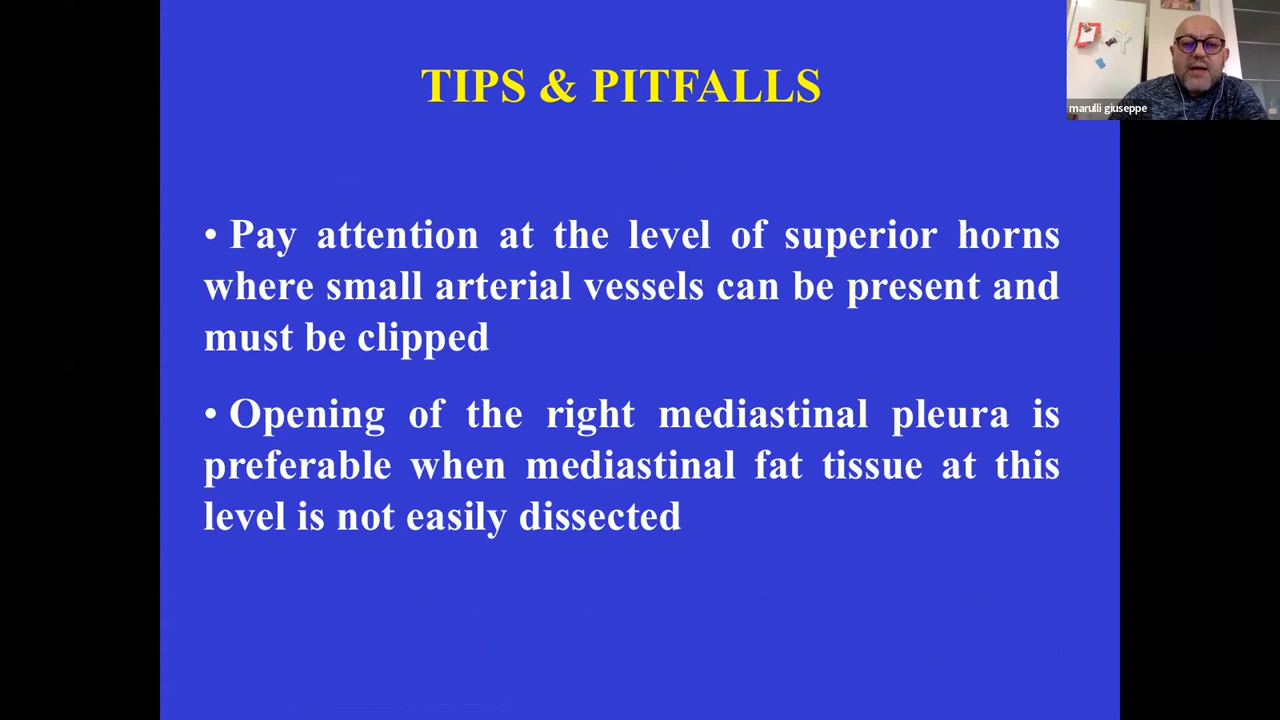 marulli giuseppe
TIPS & PITFALLS
• Pay attention at the level of superior horns
where small arterial vessels can be present and
must be clipped
• Opening of the right mediastinal pleura is
preferable when mediastinal fat tissue at this
level is not easily dissected